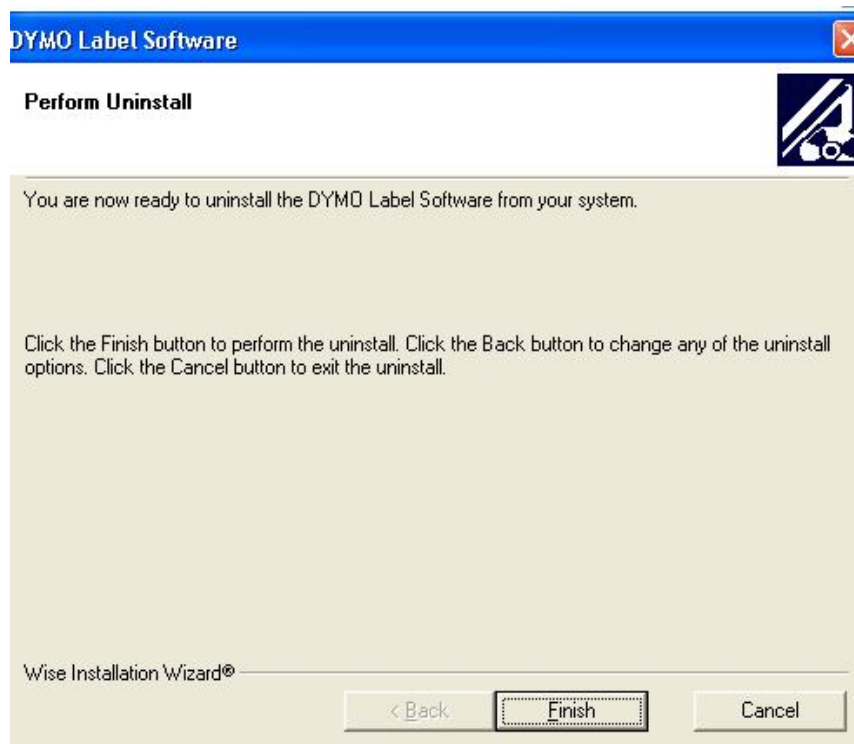 DYMO Label Software
Perform Uninstall
You are now ready to uninstall the DYMO Label Software from your system.
Click the Finish button to perform the uninstall. Click the Back button to change any of the uninstall
options. Click the Cancel button to exit the uninstall.
Wise Installation Wizard®
< Back Finish Cancel